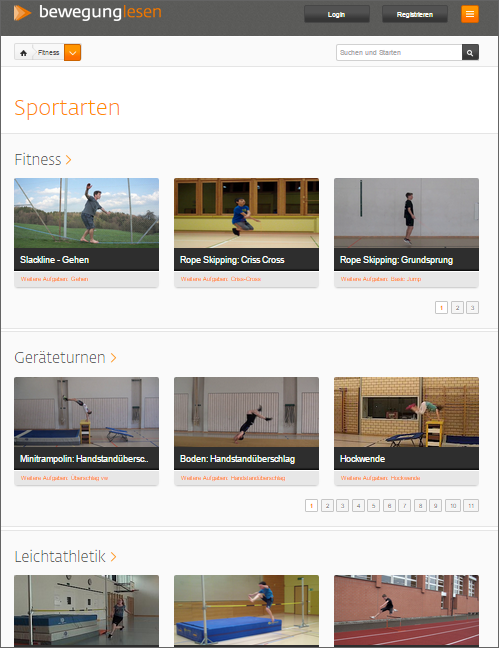 bewegunglesen
Login
Registrieren
Fitness
Suchen und Starten
Sportarten
Fitness
Slackline - Gehen
Rope Skipping: Criss Cross
Rope Skipping: Grundsprung
Weitere Aufgaben: Gehen
Weitere Aufgaben: Criss-Cross
Weitere Aufgaben: Basic Jump
1 2 3
Geräteturnen
Minitrampolin: Handstandübersc..
Boden: Handstandüberschlag
Hockwende
Weitere Aufgaben: Überschlag vw
Weitere Aufgaben: Handstandüberschlag
Weitere Aufgaben: Hockwende
1 2 3 4 5 6 7 8 9 10 11
Leichtathletik